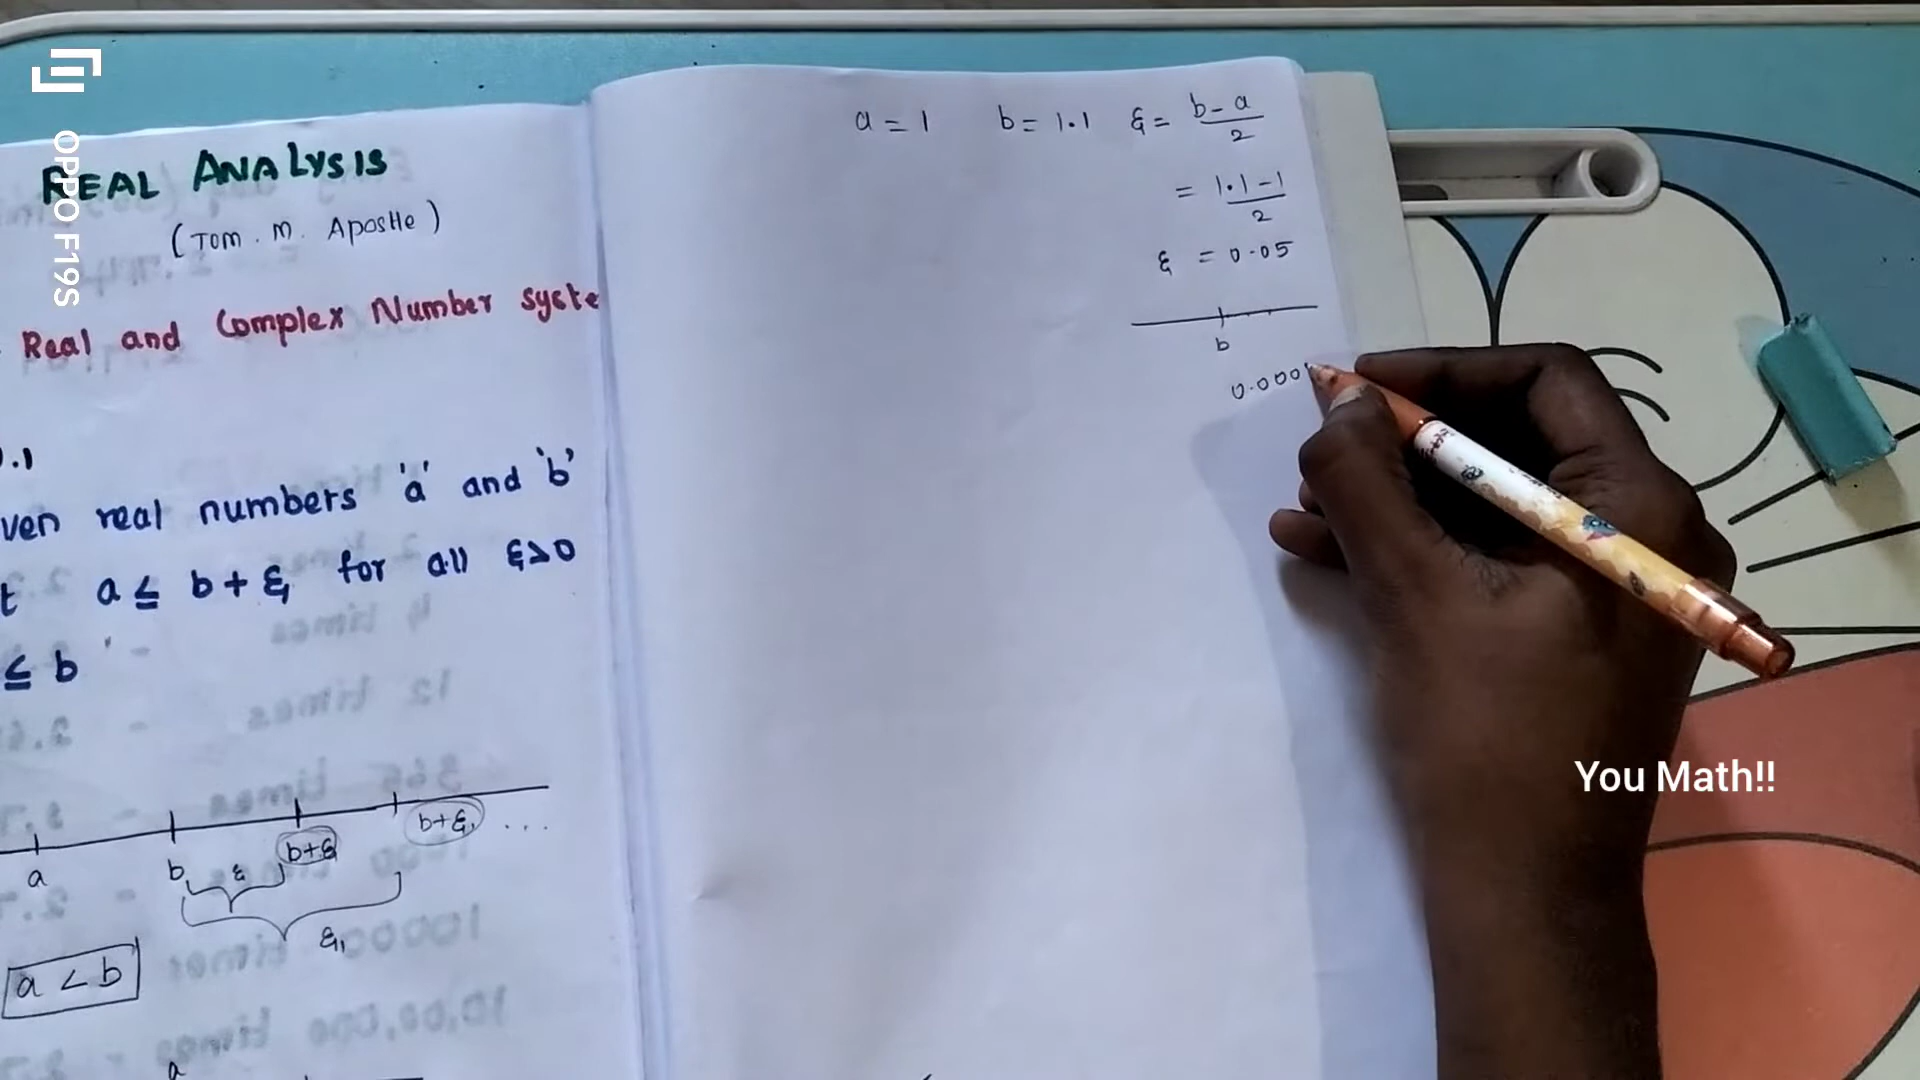 OPPO F19S
REAL ANALYSIS
(Tom. M. Apostle)
Real and Complex Number syste
.1
ven real numbers 'a' and 'b'
t a ≤ b + ε for all ε>0
≤ b
a b ε b+ε b+ε₁ ...
ε₁
a < b
a
a = 1 b = 1.1 ε = b - a / 2
= 1.1 - 1 / 2
ε = 0.05
b
0.000
You Math!!